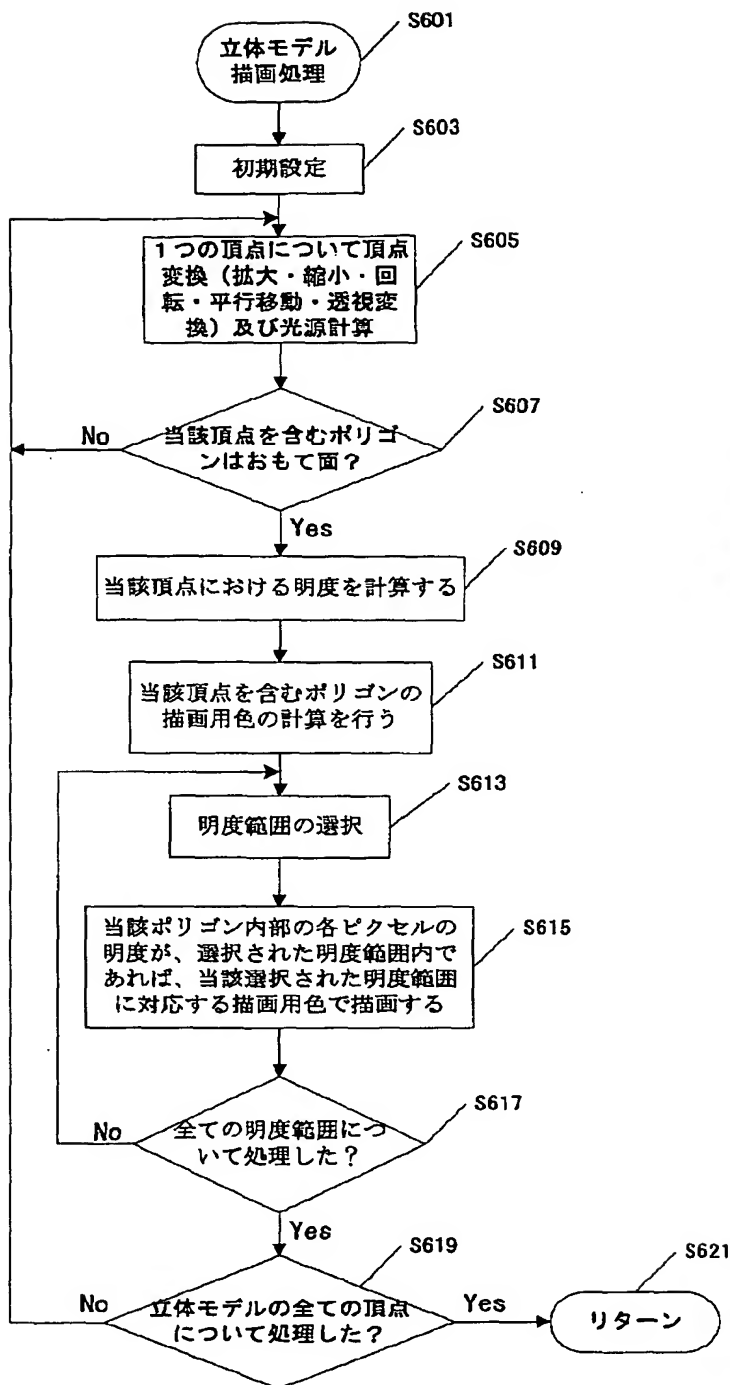 S601
立体モデル
描画処理
S603
初期設定
S605
1つの頂点について頂点
変換（拡大・縮小・回
転・平行移動・透視変
換）及び光源計算
S607
当該頂点を含むポリゴ
ンはおもて面？
No
Yes
S609
当該頂点における明度を計算する
S611
当該頂点を含むポリゴンの
描画用色の計算を行う
S613
明度範囲の選択
S615
当該ポリゴン内部の各ピクセルの
明度が、選択された明度範囲内で
あれば、当該選択された明度範囲
に対応する描画用色で描画する
S617
全ての明度範囲につ
いて処理した？
No
Yes
S619
立体モデルの全ての頂点
について処理した？
No
Yes
S621
リターン